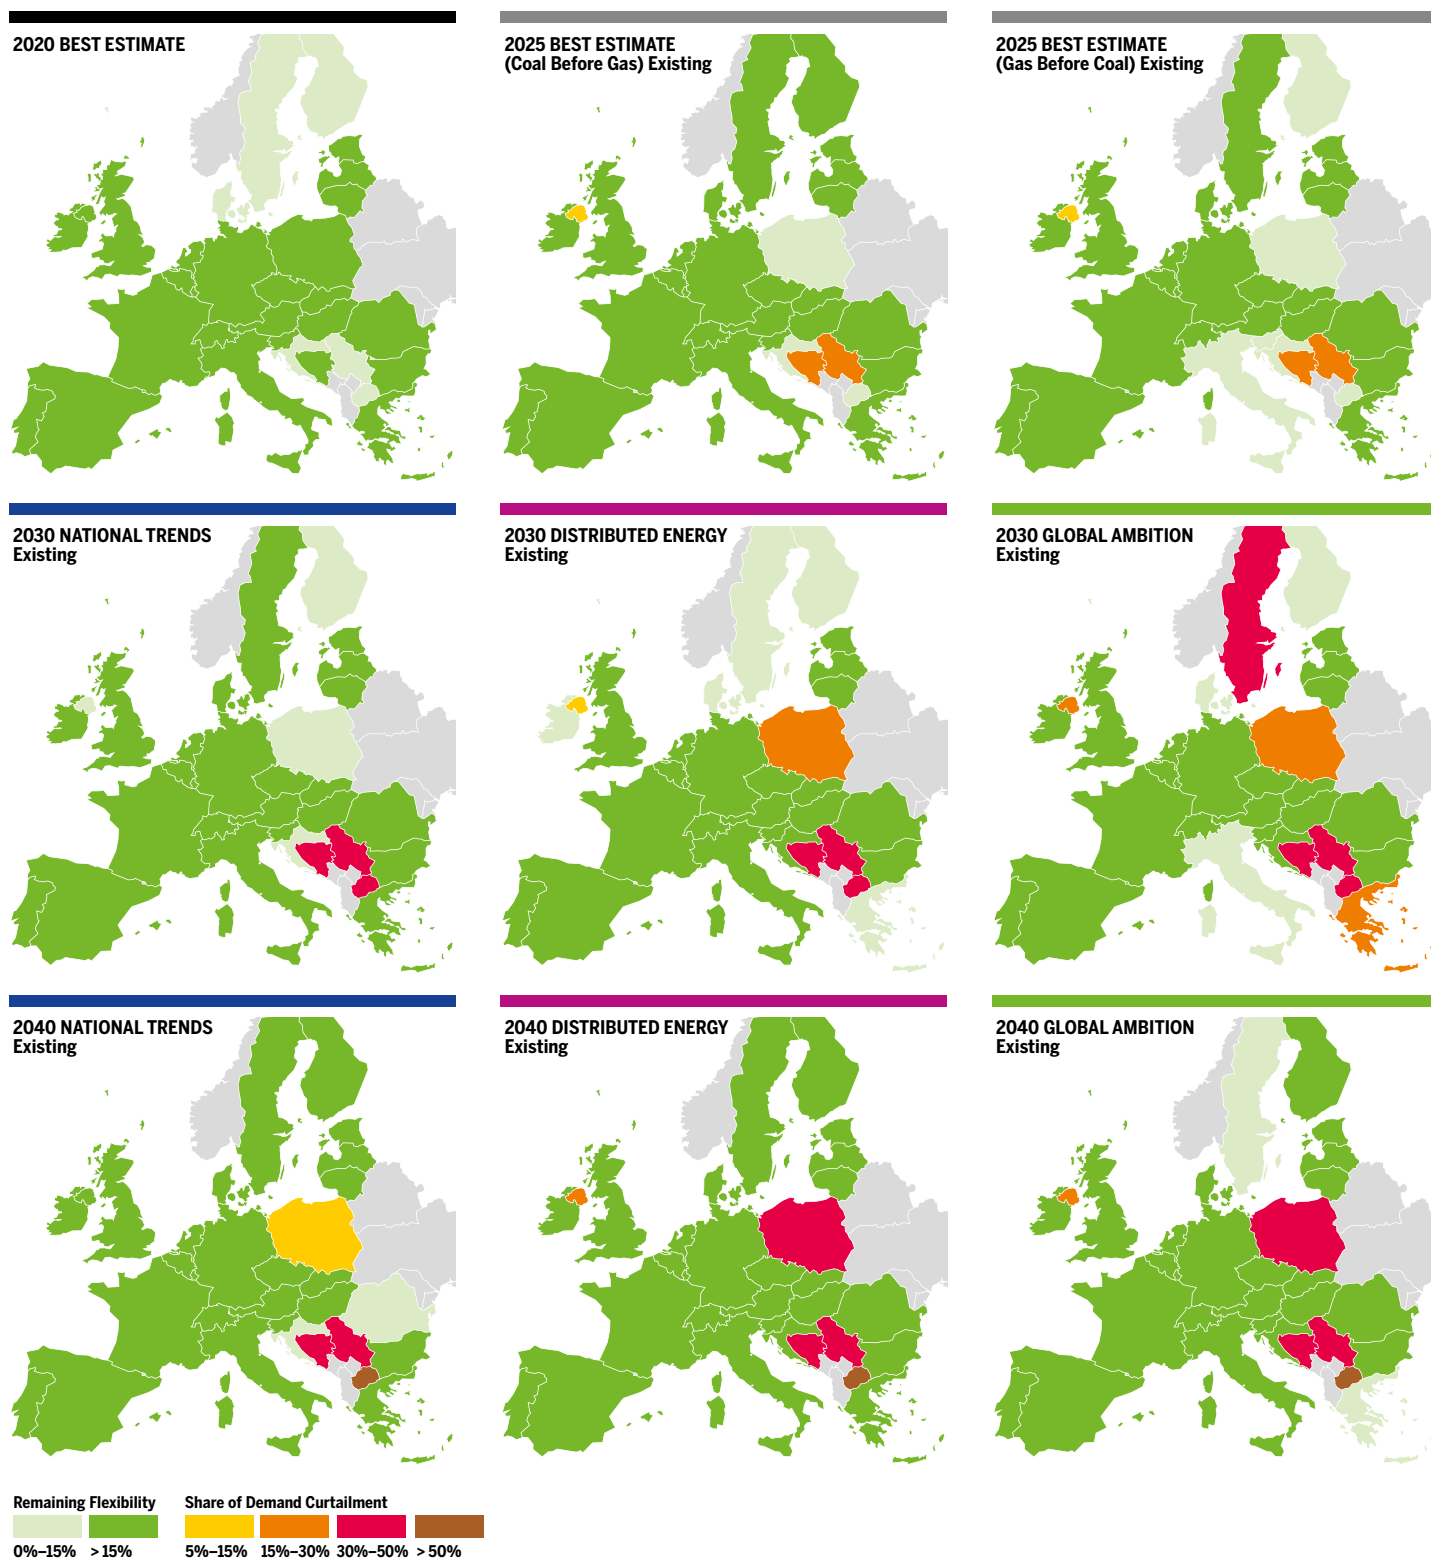 2020 BEST ESTIMATE
2025 BEST ESTIMATE
(Coal Before Gas) Existing
2025 BEST ESTIMATE
(Gas Before Coal) Existing
2030 NATIONAL TRENDS
Existing
2030 DISTRIBUTED ENERGY
Existing
2030 GLOBAL AMBITION
Existing
2040 NATIONAL TRENDS
Existing
2040 DISTRIBUTED ENERGY
Existing
2040 GLOBAL AMBITION
Existing
Remaining Flexibility
0%–15% > 15%
Share of Demand Curtailment
5%–15% 15%–30% 30%–50% > 50%